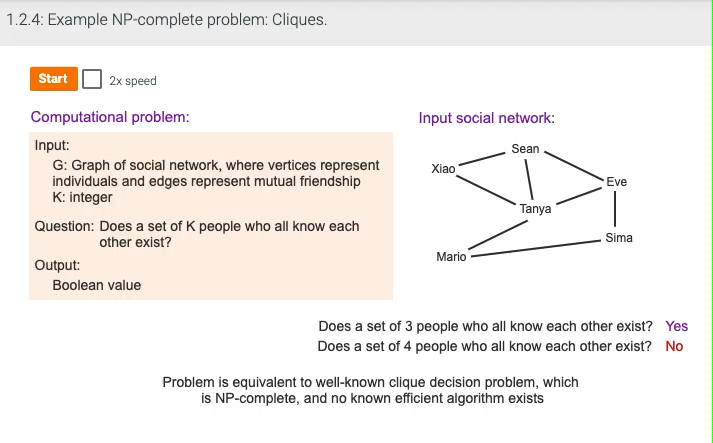 1.2.4: Example NP-complete problem: Cliques.
Start
2x speed
Computational problem:
Input:
G: Graph of social network, where vertices represent
individuals and edges represent mutual friendship
K: integer
Question: Does a set of K people who all know each
other exist?
Output:
Boolean value
Input social network:
Sean
Xiao
Eve
Tanya
Sima
Mario
Does a set of 3 people who all know each other exist? Yes
Does a set of 4 people who all know each other exist? No
Problem is equivalent to well-known clique decision problem, which
is NP-complete, and no known efficient algorithm exists